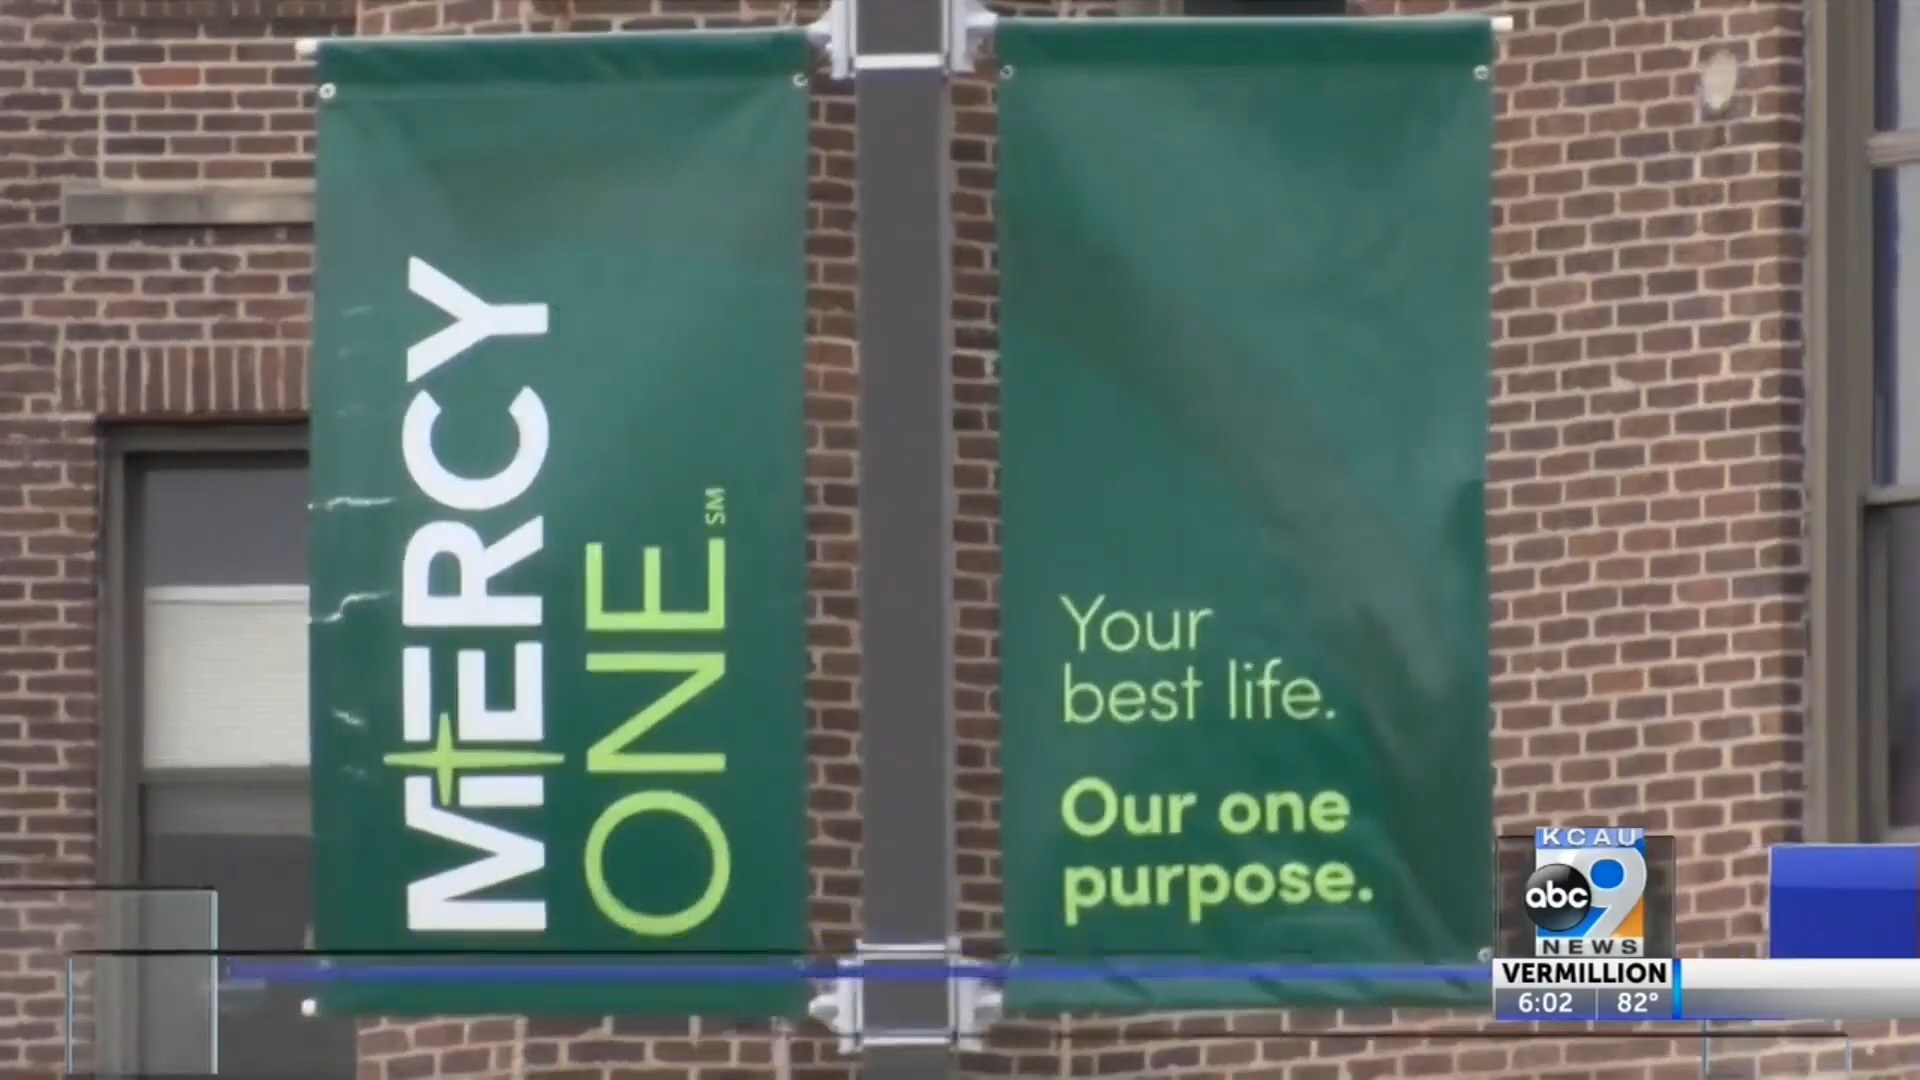 MERCY
ONE SM
Your
best life.
Our one
purpose.
KCAU
abc 9
NEWS
VERMILLION
6:02 82°